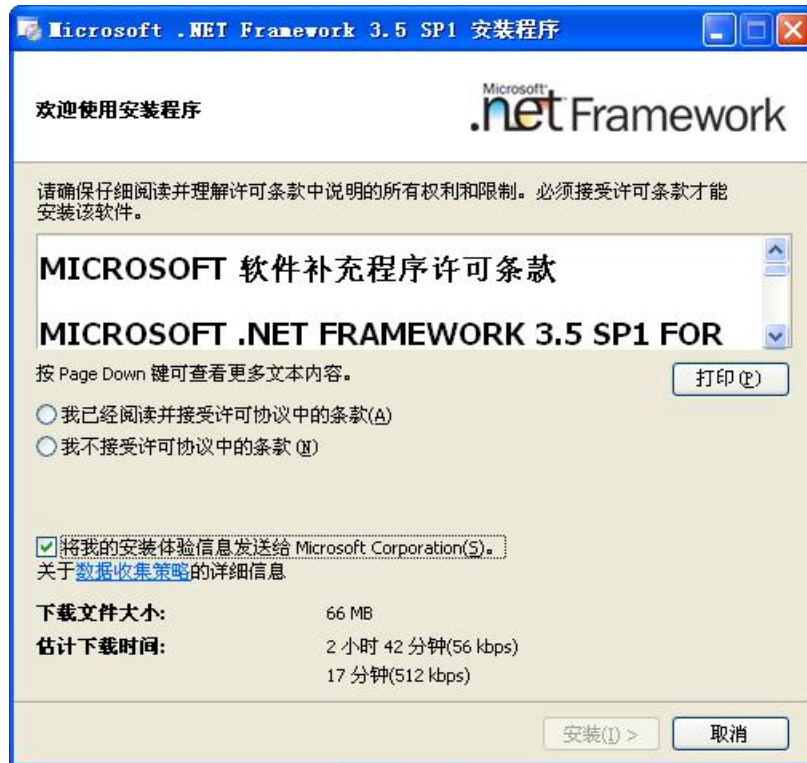 Microsoft .NET Framework 3.5 SP1 安装程序
欢迎使用安装程序
Microsoft
.net Framework
请确保仔细阅读并理解许可条款中说明的所有权利和限制。必须接受许可条款才能
安装该软件。
MICROSOFT 软件补充程序许可条款
MICROSOFT .NET FRAMEWORK 3.5 SP1 FOR
按 Page Down 键可查看更多文本内容。
打印(P)
我已经阅读并接受许可协议中的条款(A)
我不接受许可协议中的条款(N)
将我的安装体验信息发送给 Microsoft Corporation(S)。
关于数据收集策略的详细信息
下载文件大小: 66 MB
估计下载时间: 2 小时 42 分钟(56 kbps)
17 分钟(512 kbps)
安装(I) > 取消